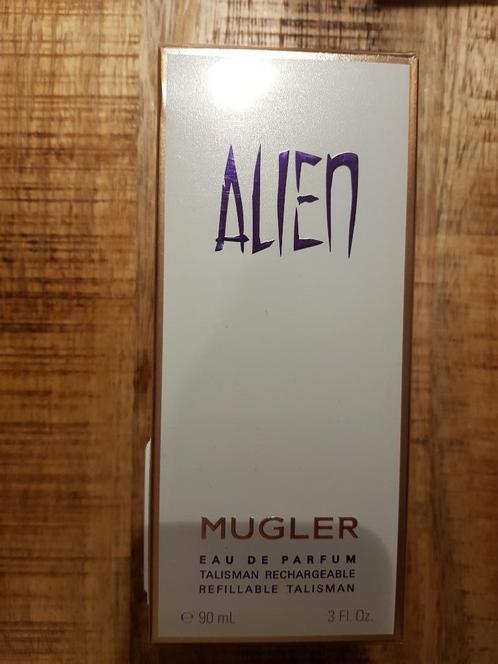 ALIEN
MUGLER
EAU DE PARFUM
TALISMAN RECHARGEABLE
REFILLABLE TALISMAN
℮ 90 mL 3 Fl. Oz.